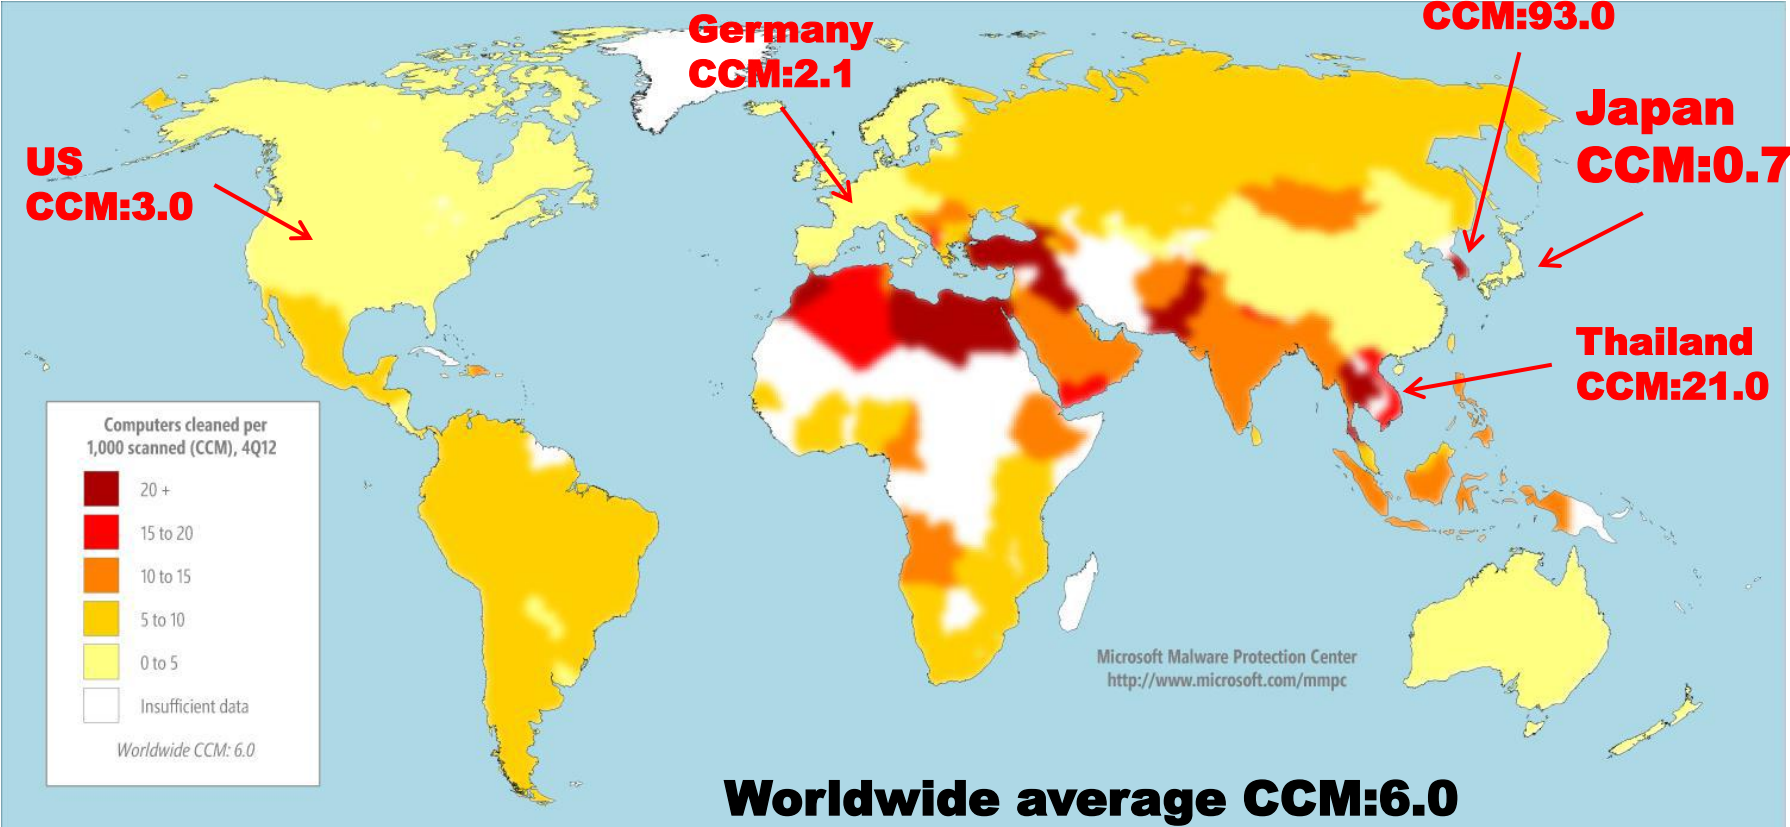 CCM:93.0
Germany
CCM:2.1
Japan
CCM:0.7
US
CCM:3.0
Thailand
CCM:21.0
Computers cleaned per
1,000 scanned (CCM), 4Q12
20 +
15 to 20
10 to 15
5 to 10
0 to 5
Insufficient data
Worldwide CCM: 6.0
Microsoft Malware Protection Center
http://www.microsoft.com/mmpc
Worldwide average CCM:6.0